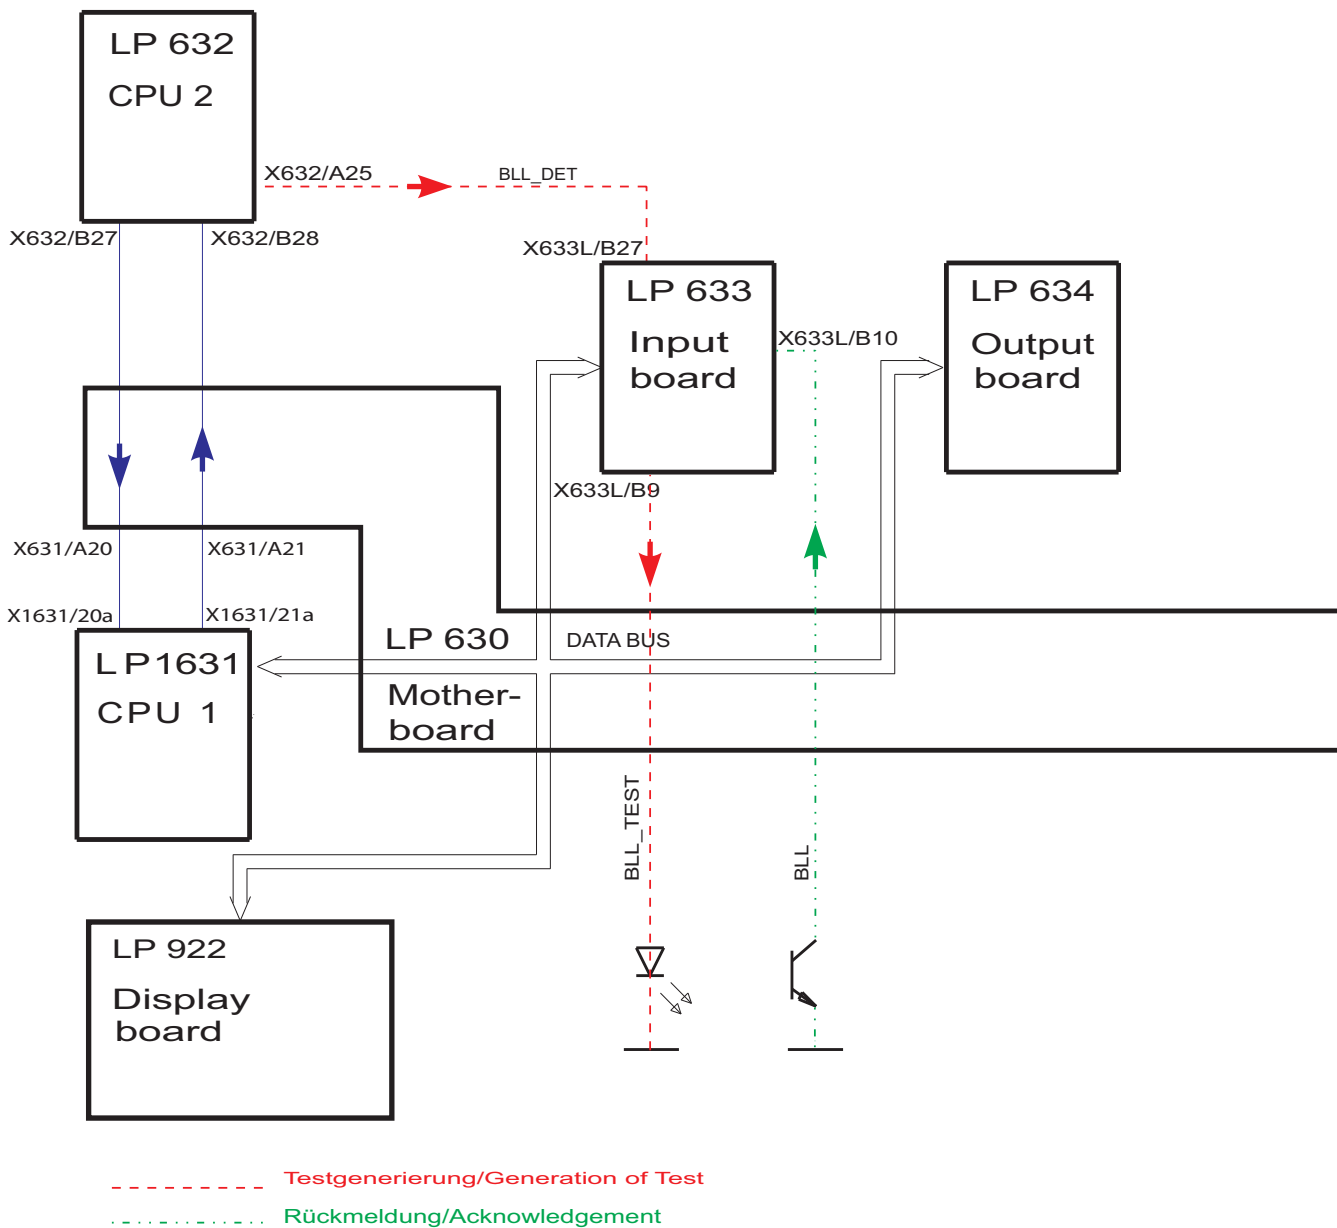 LP 632
CPU 2
X632/A25
BLL_DET
X632/B27
X632/B28
X633L/B27
LP 633
Input
board
X633L/B10
LP 634
Output
board
X633L/B9
X631/A20
X631/A21
X1631/20a
X1631/21a
LP1631
CPU 1
LP 630
Mother-
board
DATA BUS
BLL_TEST
BLL
LP 922
Display
board
Testgenerierung/Generation of Test
Rückmeldung/Acknowledgement